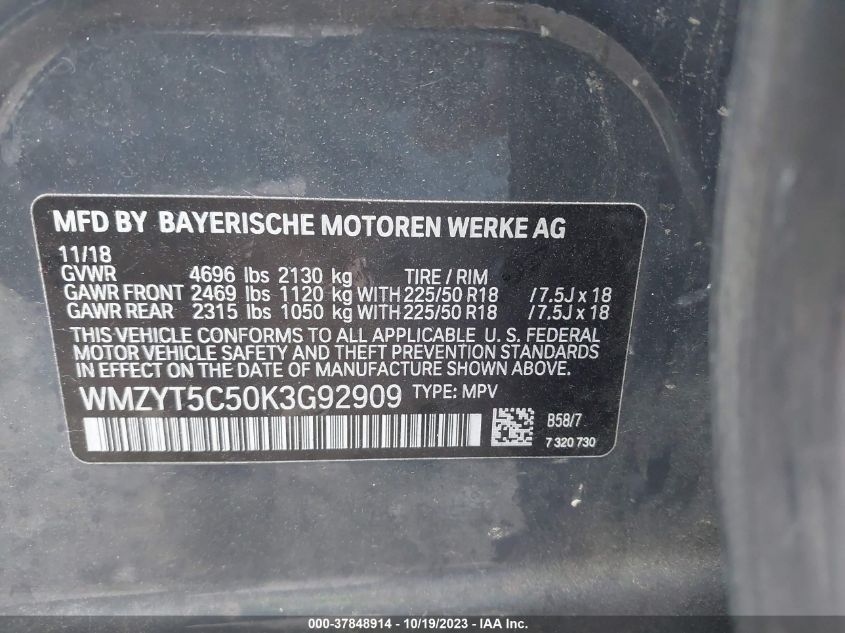 MFD BY BAYERISCHE MOTOREN WERKE AG
11/18
GVWR 4696 lbs 2130 kg TIRE / RIM
GAWR FRONT 2469 lbs 1120 kg WITH 225/50 R18 /7.5J x 18
GAWR REAR 2315 lbs 1050 kg WITH 225/50 R18 /7.5J x 18
THIS VEHICLE CONFORMS TO ALL APPLICABLE U. S. FEDERAL
MOTOR VEHICLE SAFETY AND THEFT PREVENTION STANDARDS
IN EFFECT ON THE DATE OF MANUFACTURE SHOWN ABOVE.
WMZYT5C50K3G92909 TYPE: MPV
B58/7
7 320 730
000-37848914 - 10/19/2023 - IAA Inc.